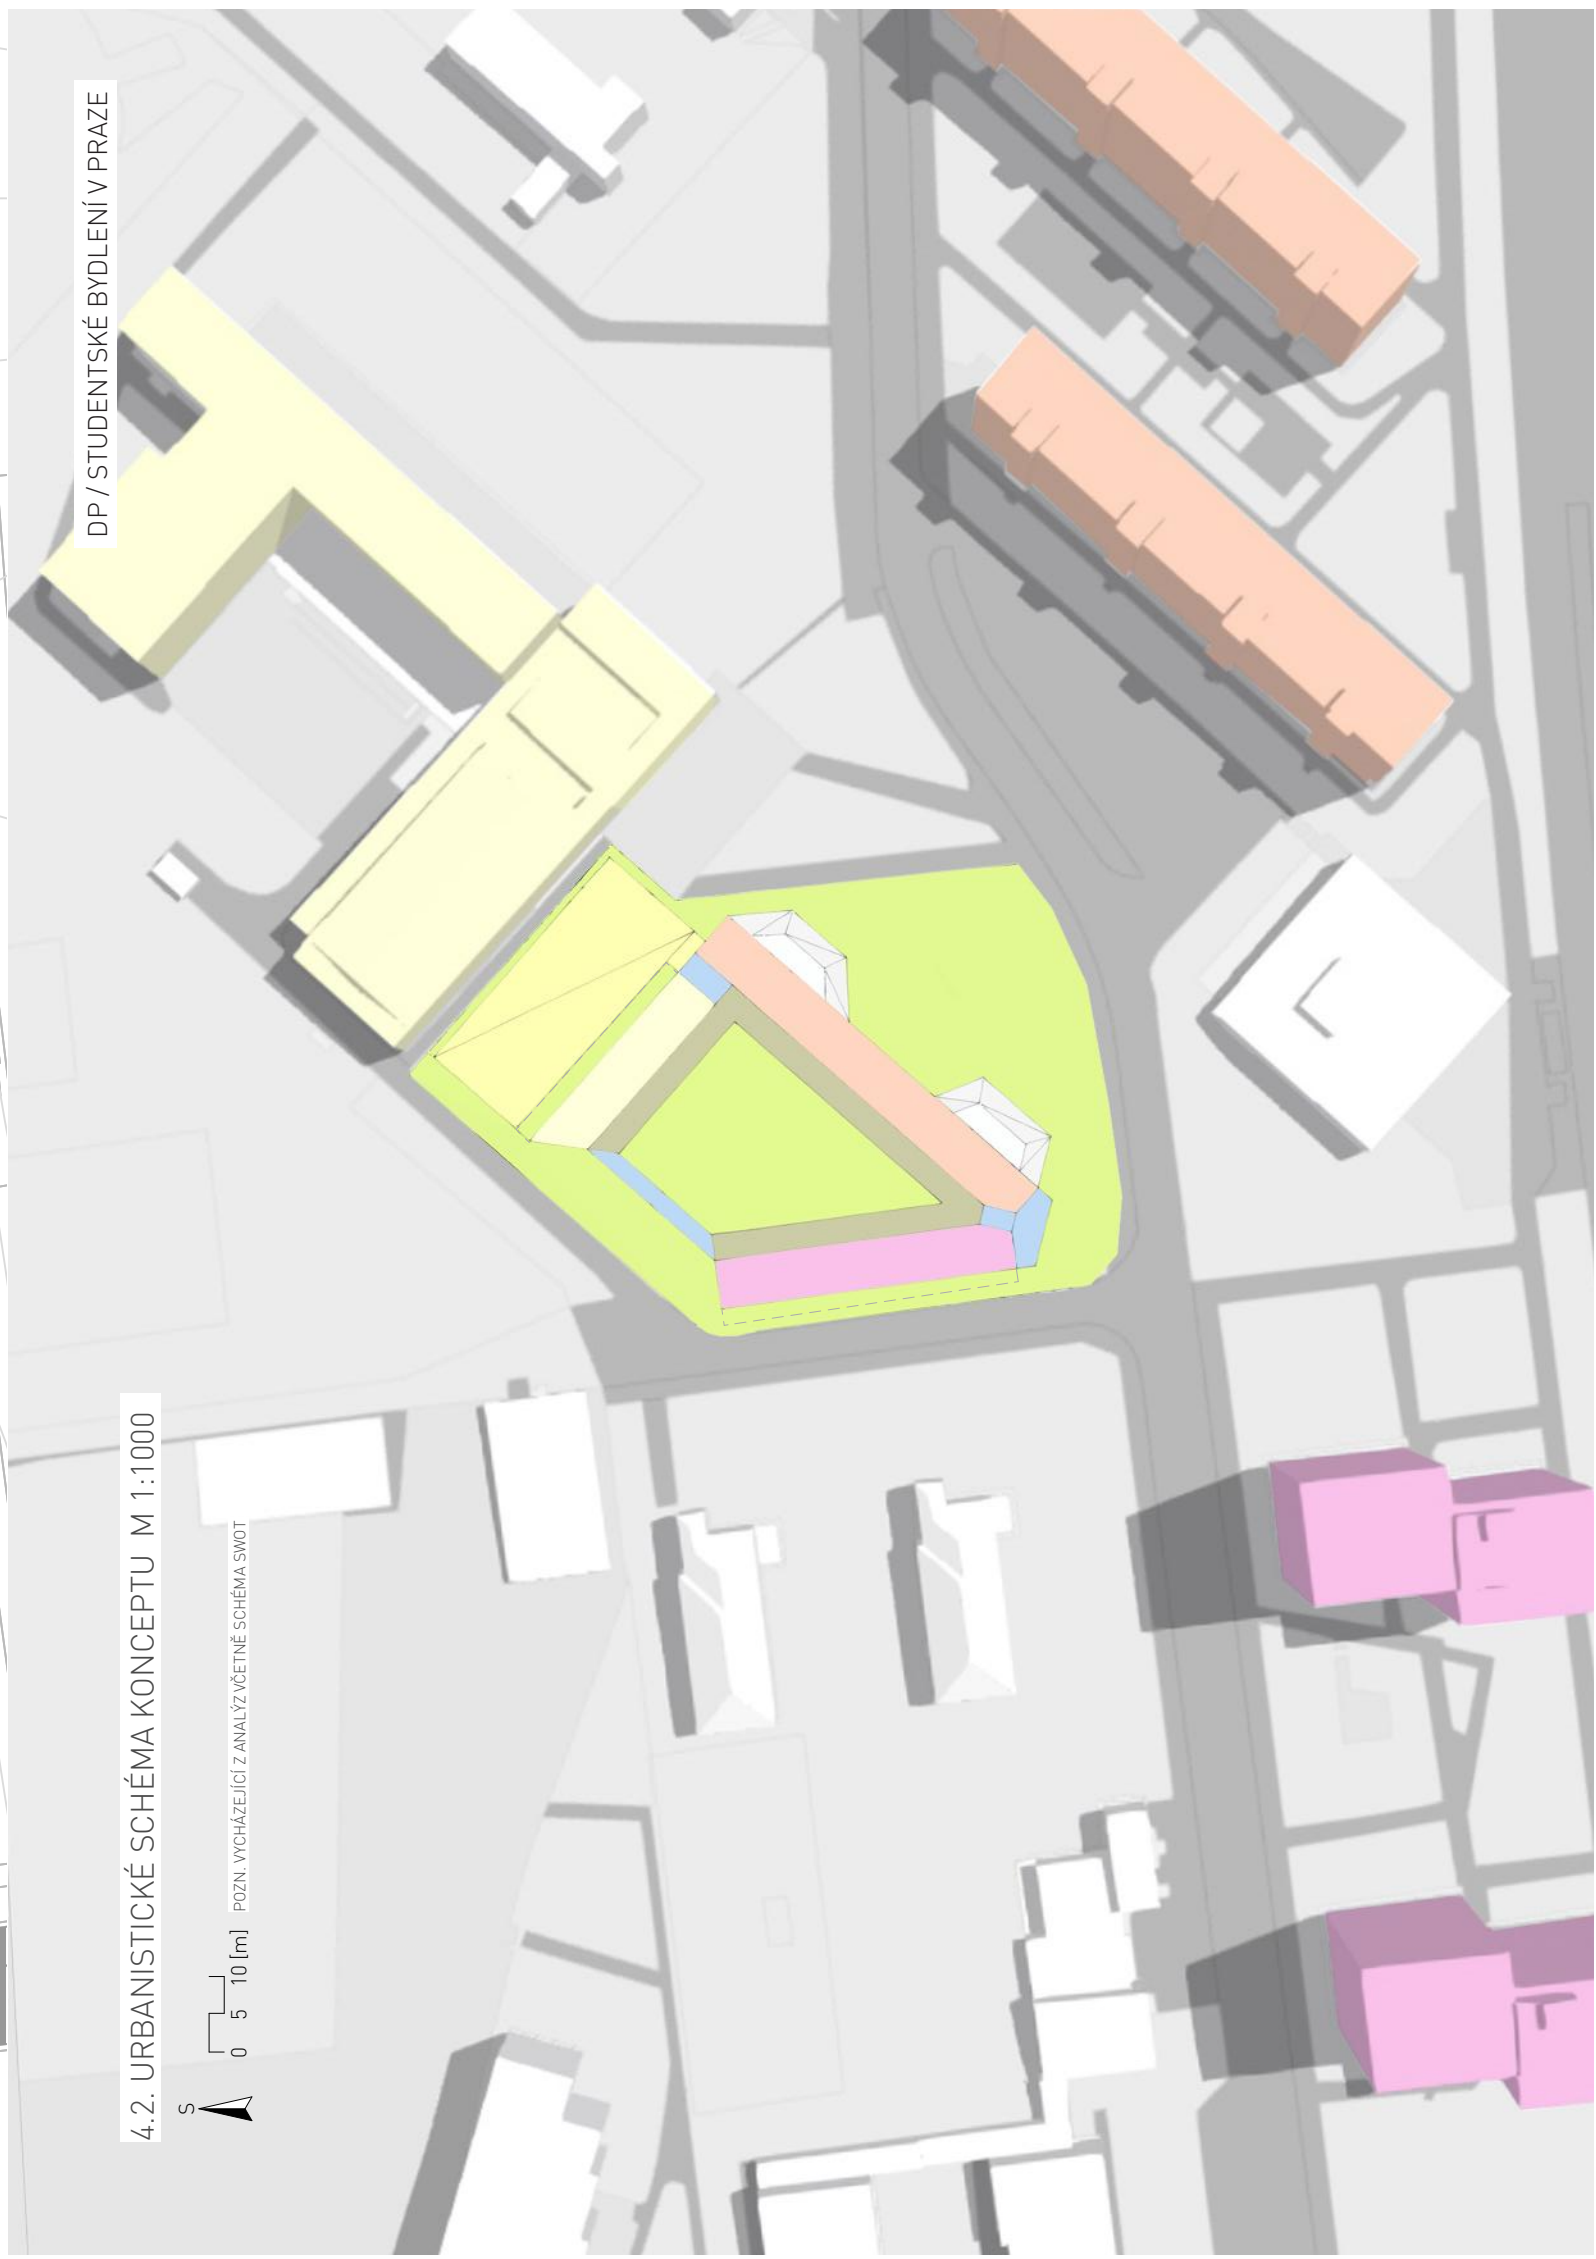 DP / STUDENTSKÉ BYDLENÍ V PRAZE
4.2. URBANISTICKÉ SCHÉMA KONCEPTU M 1:1000
S
0 5 10 [m]
POZN. VYCHÁZEJÍCÍ Z ANALÝZ VČETNĚ SCHÉMA SWOT